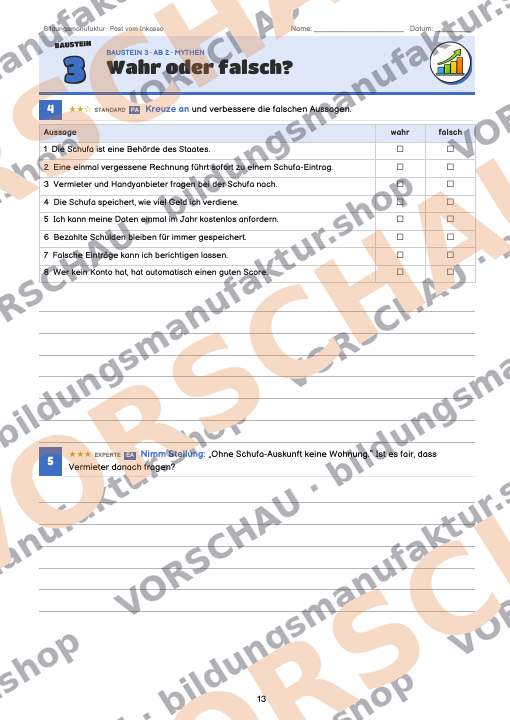 Bildungsmanufaktur · Post vom Inkasso
Name:
Datum:
BAUSTEIN
3
BAUSTEIN 3 · AB 2 · MYTHEN
Wahr oder falsch?
4 ★★☆ STANDARD PA Kreuze an und verbessere die falschen Aussagen.
Aussage wahr falsch
1 Die Schufa ist eine Behörde des Staates. ☐ ☐
2 Eine einmal vergessene Rechnung führt sofort zu einem Schufa-Eintrag. ☐ ☐
3 Vermieter und Handyanbieter fragen bei der Schufa nach. ☐ ☐
4 Die Schufa speichert, wie viel Geld ich verdiene. ☐ ☐
5 Ich kann meine Daten einmal im Jahr kostenlos anfordern. ☐ ☐
6 Bezahlte Schulden bleiben für immer gespeichert. ☐ ☐
7 Falsche Einträge kann ich berichtigen lassen. ☐ ☐
8 Wer kein Konto hat, hat automatisch einen guten Score. ☐ ☐
5 ★★★ EXPERTE EA Nimm Stellung: „Ohne Schufa-Auskunft keine Wohnung." Ist es fair, dass
Vermieter danach fragen?
13
VORSCHAU · bildungsmanufaktur.shop
VORSCHAU